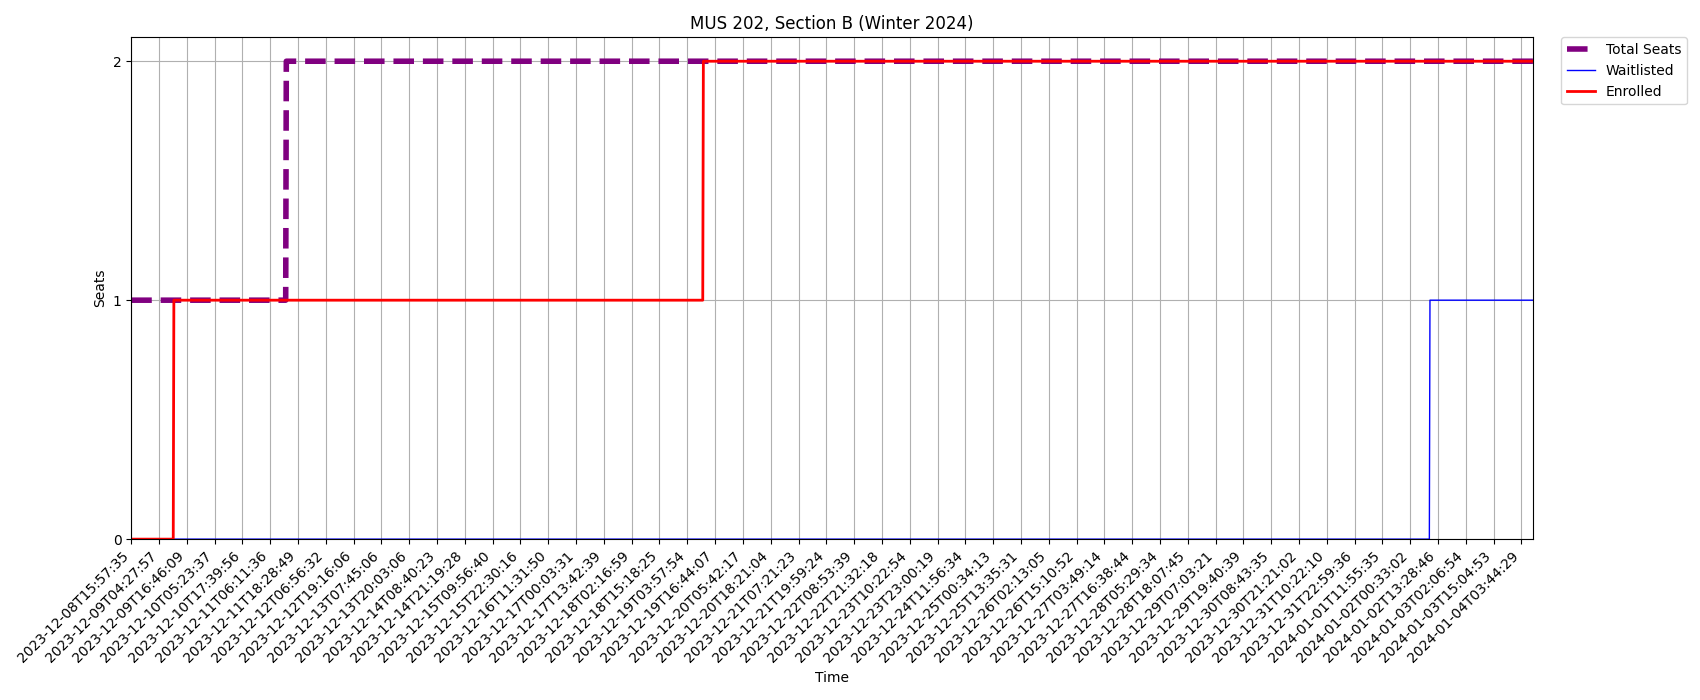 MUS 202, Section B (Winter 2024)
Total Seats
Waitlisted
Enrolled
2
1
0
Seats
2023-12-08T15:57:35
2023-12-09T04:27:57
2023-12-09T16:46:09
2023-12-10T05:23:37
2023-12-10T17:39:56
2023-12-11T06:11:36
2023-12-11T18:28:49
2023-12-12T06:56:32
2023-12-12T19:16:06
2023-12-13T07:45:06
2023-12-13T20:03:06
2023-12-14T08:40:23
2023-12-14T21:19:28
2023-12-15T09:56:40
2023-12-15T22:30:16
2023-12-16T11:31:50
2023-12-17T00:03:31
2023-12-17T13:42:39
2023-12-18T02:16:59
2023-12-18T15:18:25
2023-12-19T03:57:54
2023-12-19T16:44:07
2023-12-20T05:42:17
2023-12-20T18:21:04
2023-12-21T07:21:23
2023-12-21T19:59:24
2023-12-22T08:53:39
2023-12-22T21:32:18
2023-12-23T10:22:54
2023-12-23T23:00:19
2023-12-24T11:56:34
2023-12-25T00:34:13
2023-12-25T13:35:31
2023-12-26T02:13:05
2023-12-26T15:10:52
2023-12-27T03:49:14
2023-12-27T16:38:44
2023-12-28T05:29:34
2023-12-28T18:07:45
2023-12-29T07:03:21
2023-12-29T19:40:39
2023-12-30T08:43:35
2023-12-30T21:21:02
2023-12-31T10:22:10
2023-12-31T22:59:36
2024-01-01T11:55:35
2024-01-02T00:33:02
2024-01-02T13:28:46
2024-01-03T02:06:54
2024-01-03T15:04:53
2024-01-04T03:44:29
Time